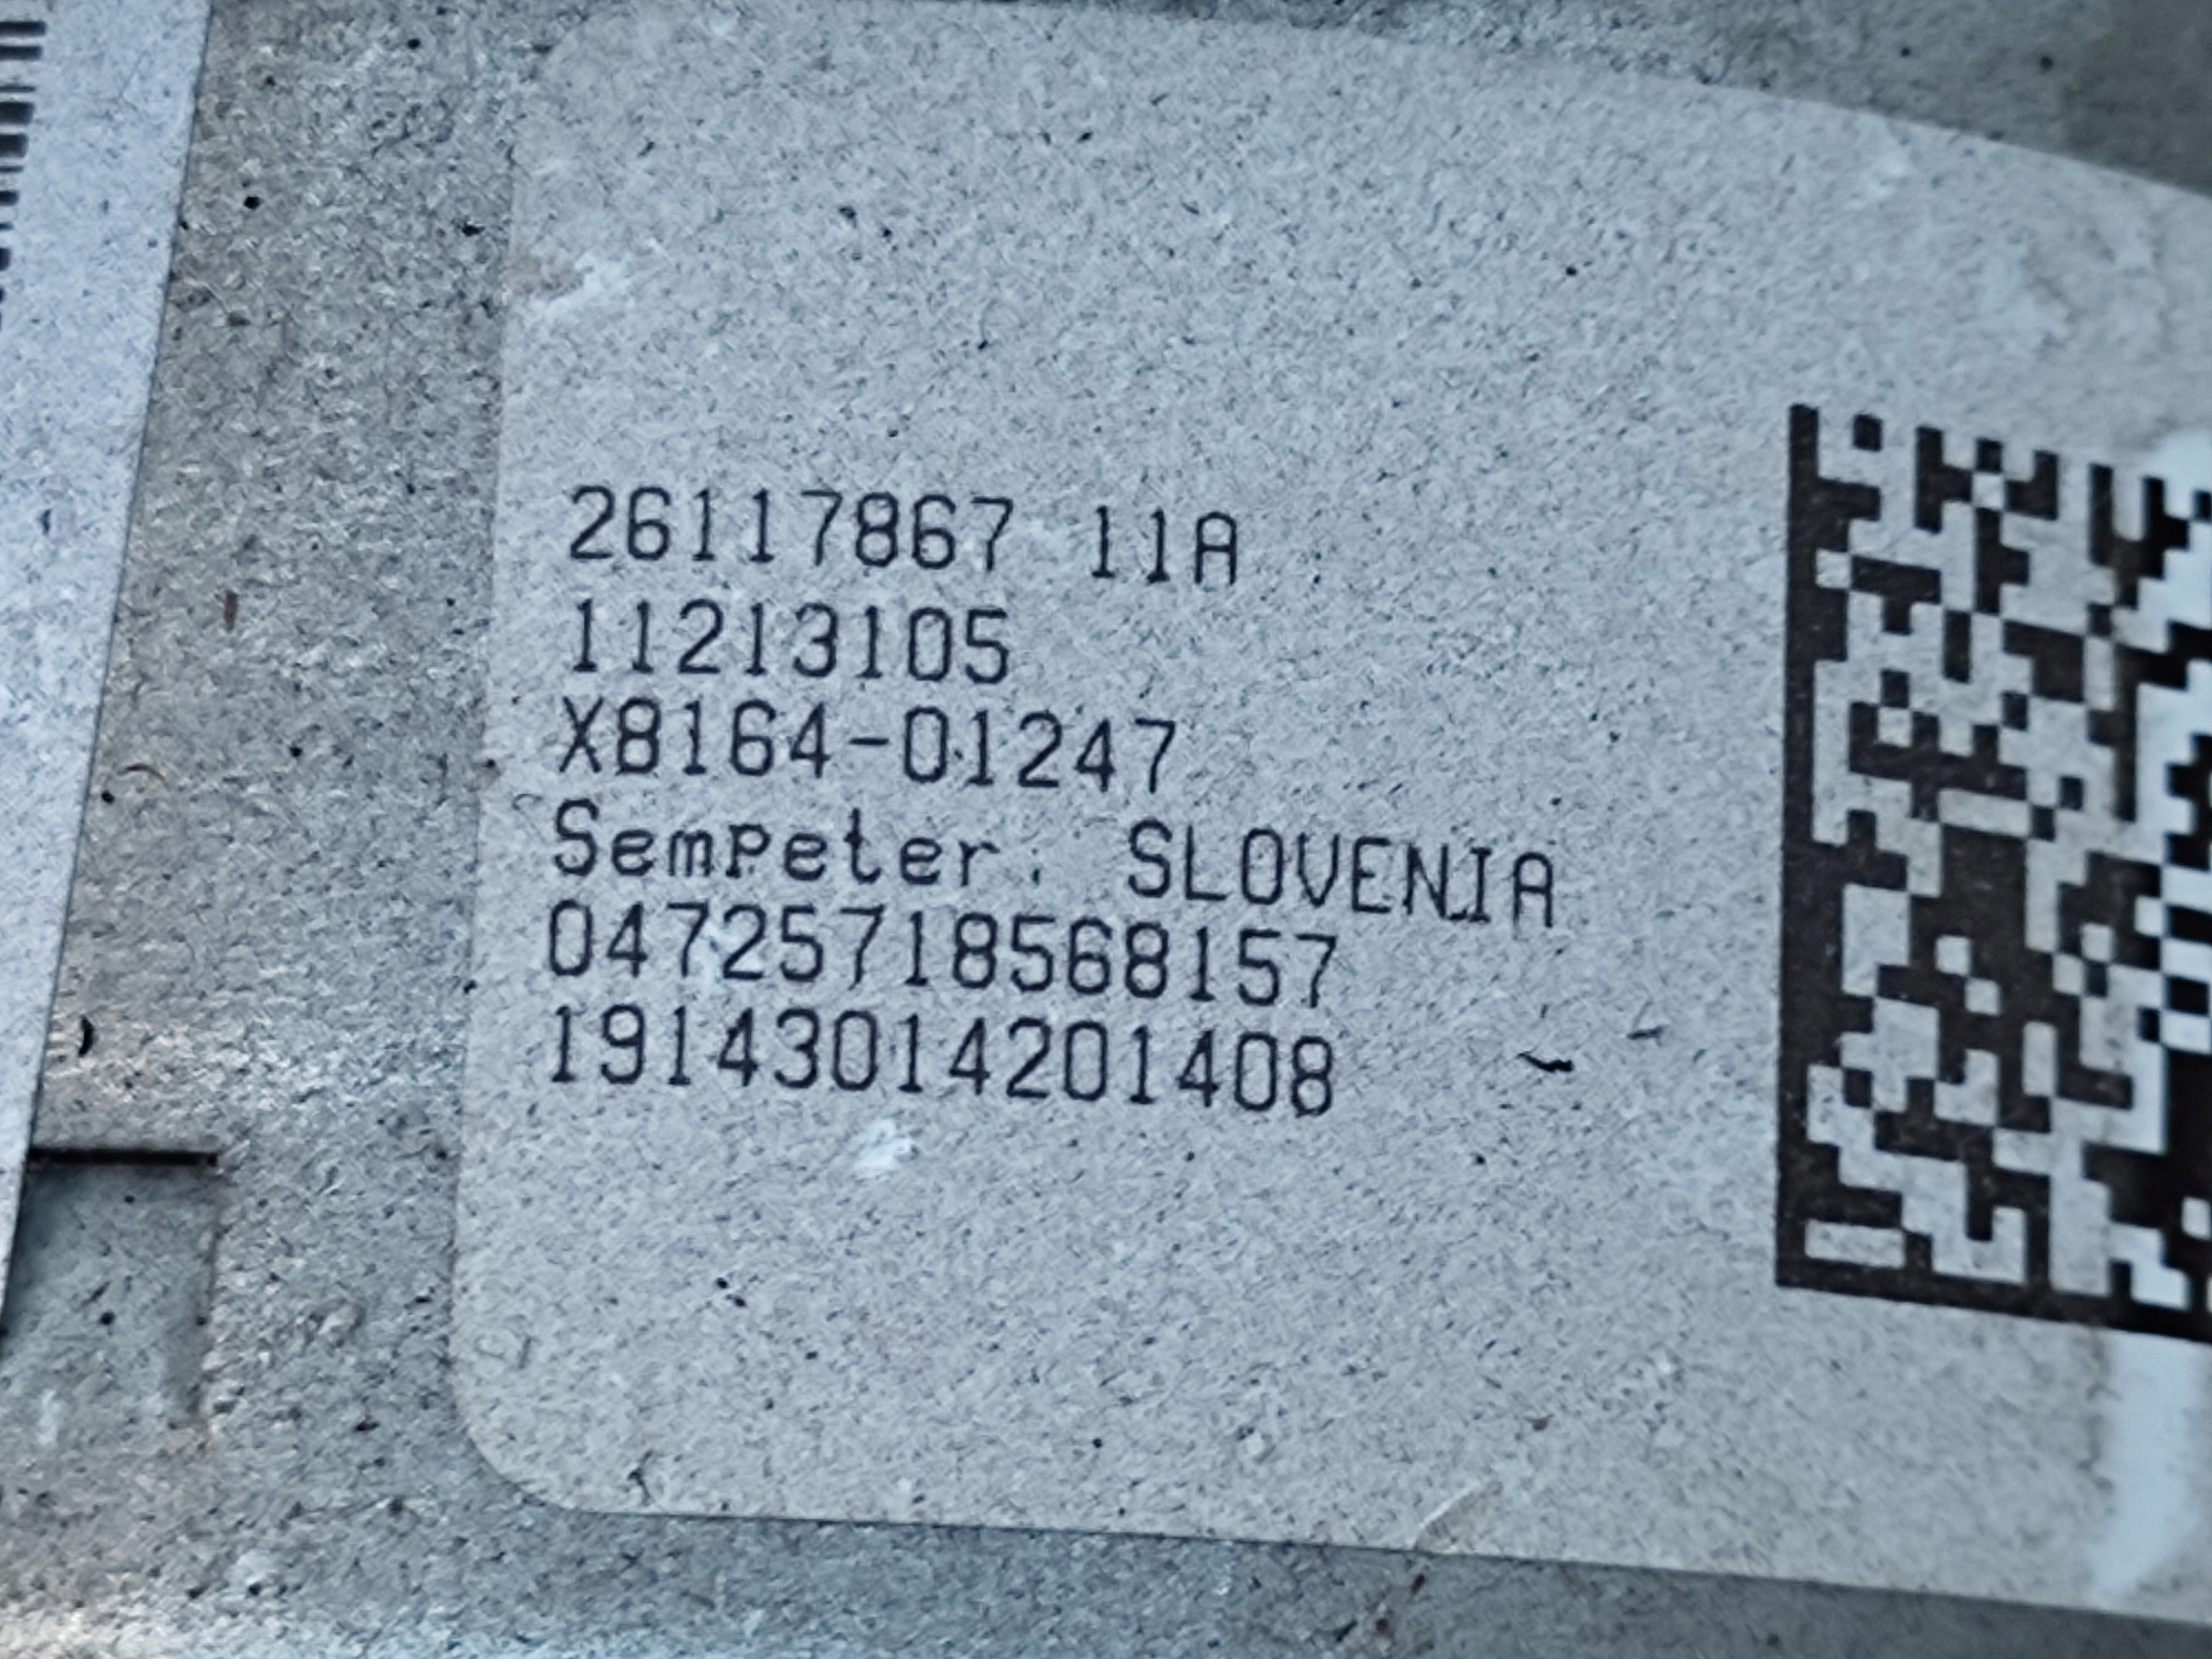 26117867 11A
11213105
X8164-01247
Sempeter. SLOVENIA
04725718568157
19143014201408